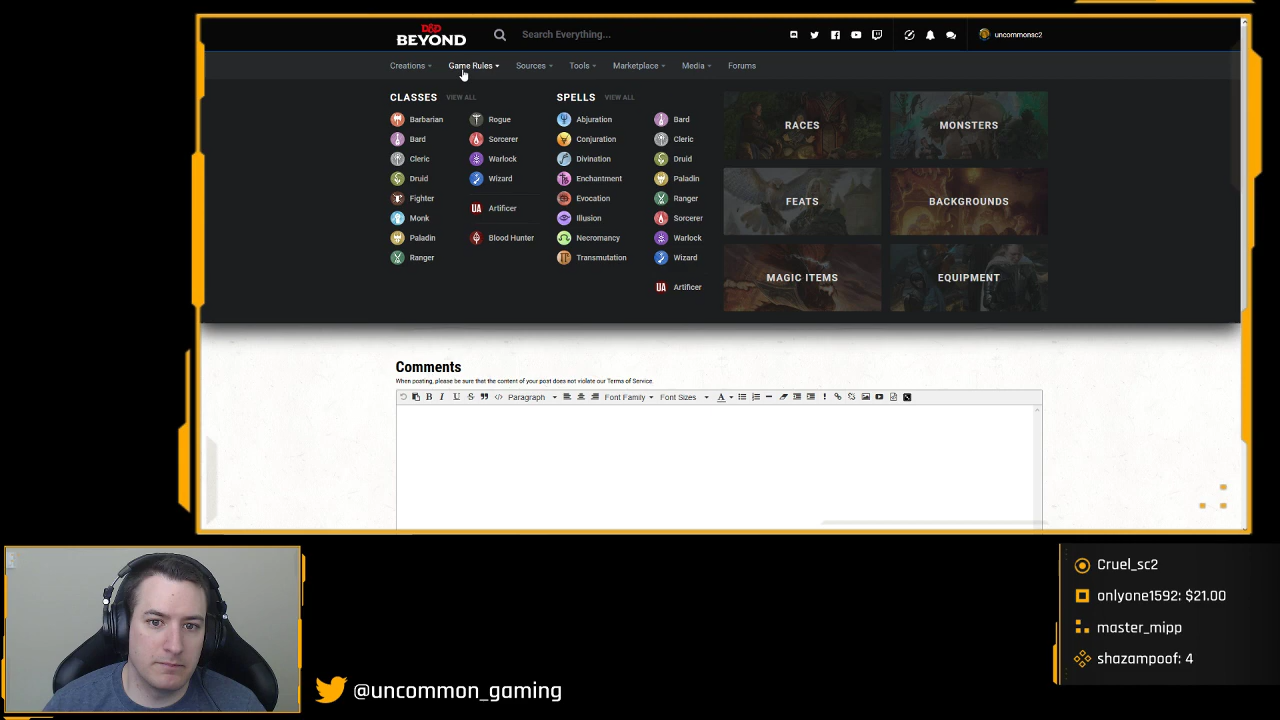 D&D
BEYOND
Search Everything...
uncommonsc2
Creations
Game Rules
Sources
Tools
Marketplace
Media
Forums
CLASSES VIEW ALL
Barbarian
Bard
Cleric
Druid
Fighter
Monk
Paladin
Ranger
Rogue
Sorcerer
Warlock
Wizard
UA Artificer
Blood Hunter
SPELLS VIEW ALL
Abjuration
Conjuration
Divination
Enchantment
Evocation
Illusion
Necromancy
Transmutation
Bard
Cleric
Druid
Paladin
Ranger
Sorcerer
Warlock
Wizard
UA Artificer
RACES
MONSTERS
FEATS
BACKGROUNDS
MAGIC ITEMS
EQUIPMENT
Comments
When posting, please be sure that the content of your post does not violate our Terms of Service
B I U S Paragraph Font Family Font Sizes A
Cruel_sc2
onlyone1592: $21.00
master_mipp
shazampoof: 4
@uncommon_gaming